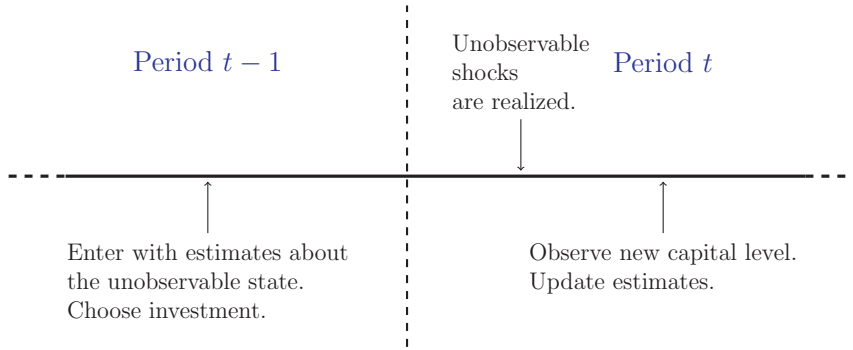 Period t − 1
Unobservable
shocks
are realized.
Period t
Enter with estimates about
the unobservable state.
Choose investment.
Observe new capital level.
Update estimates.